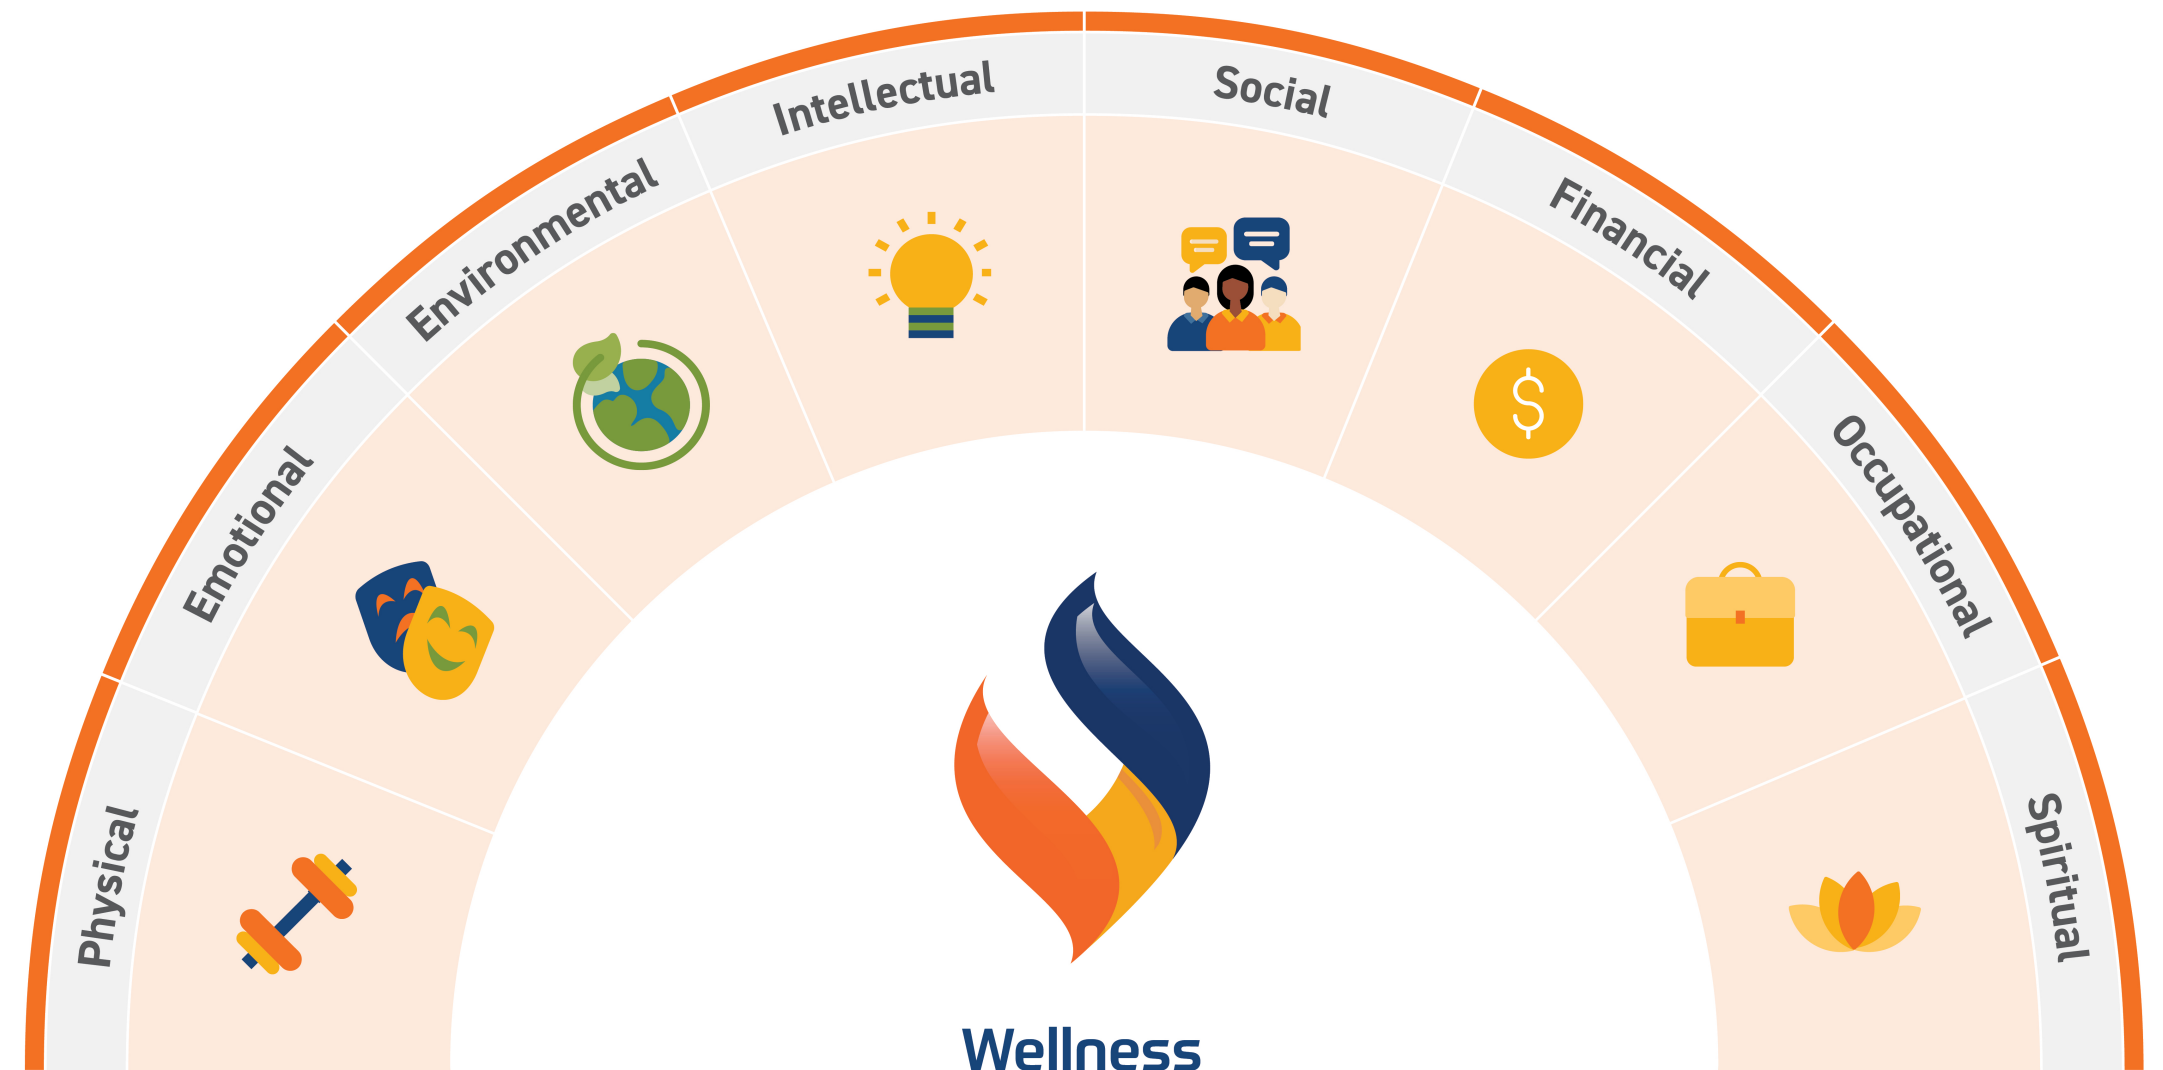 Physical
Emotional
Environmental
Intellectual
Social
Financial
Occupational
Spiritual
$
Wellness